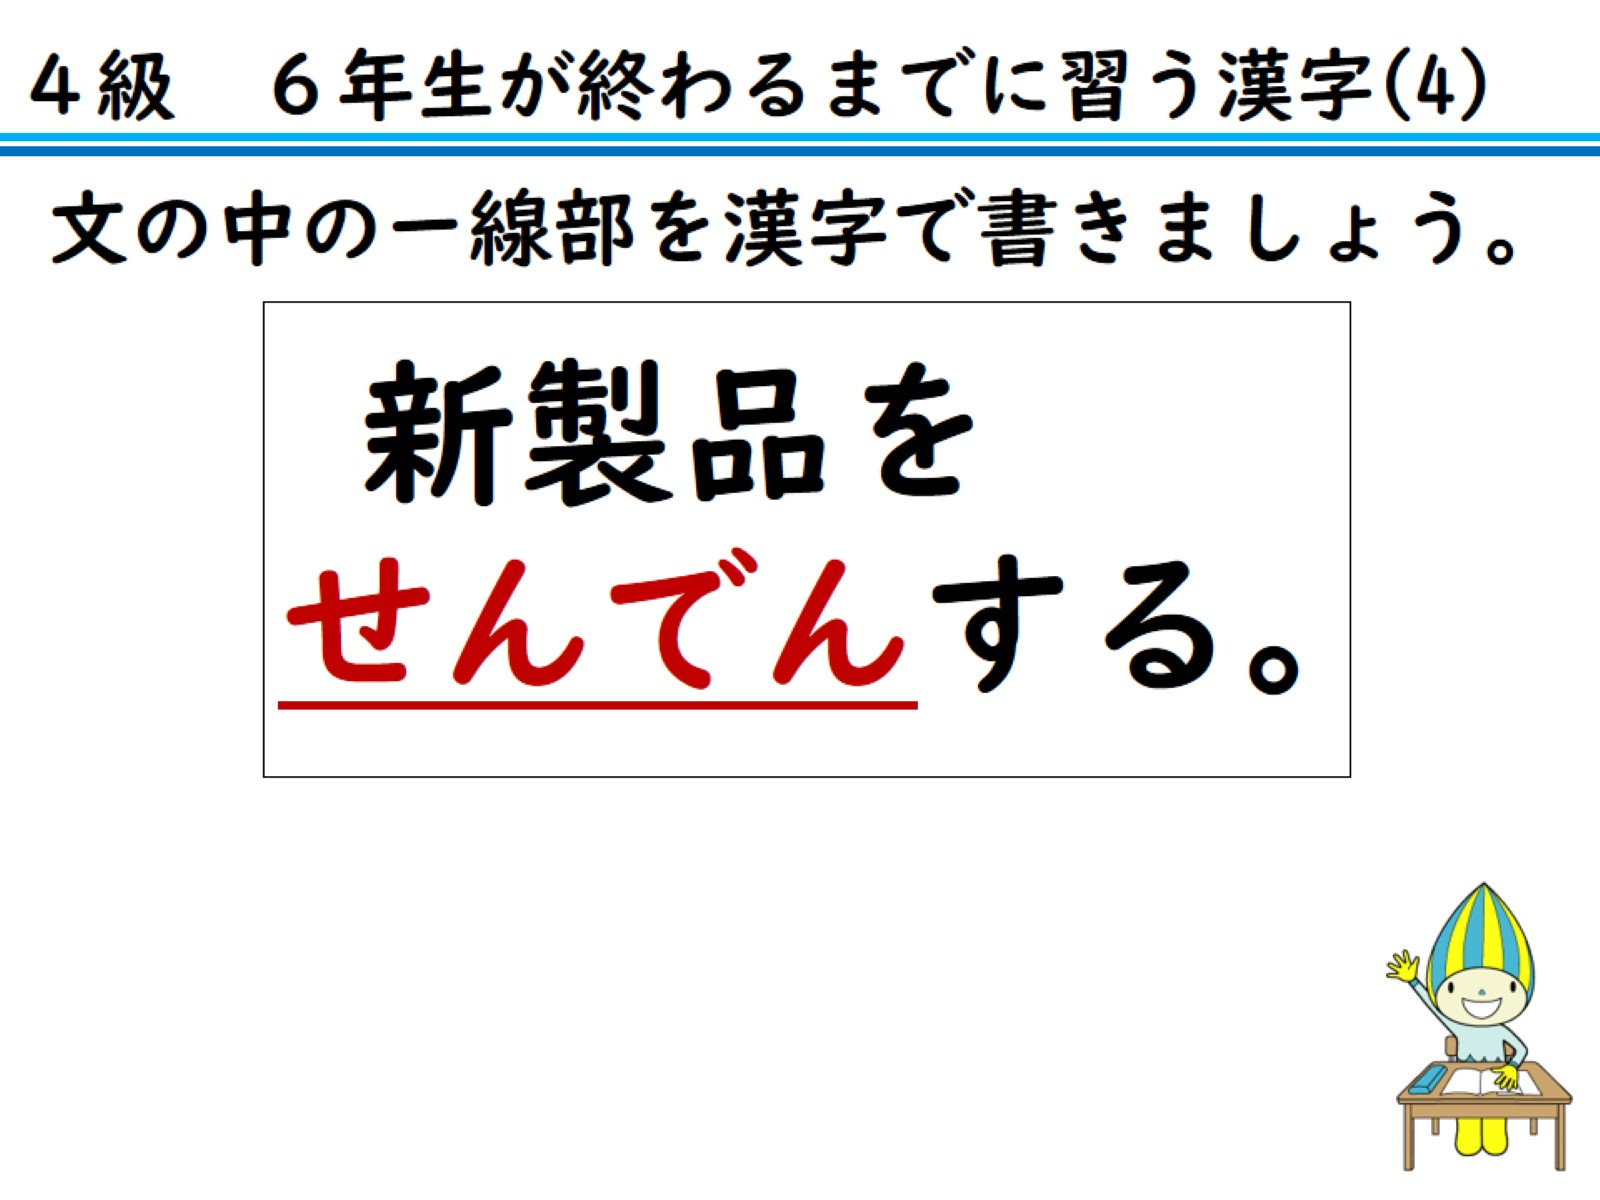 ４級　６年生が終わるまでに習う漢字(4)
文の中の一線部を漢字で書きましょう。
新製品を
せんでんする。